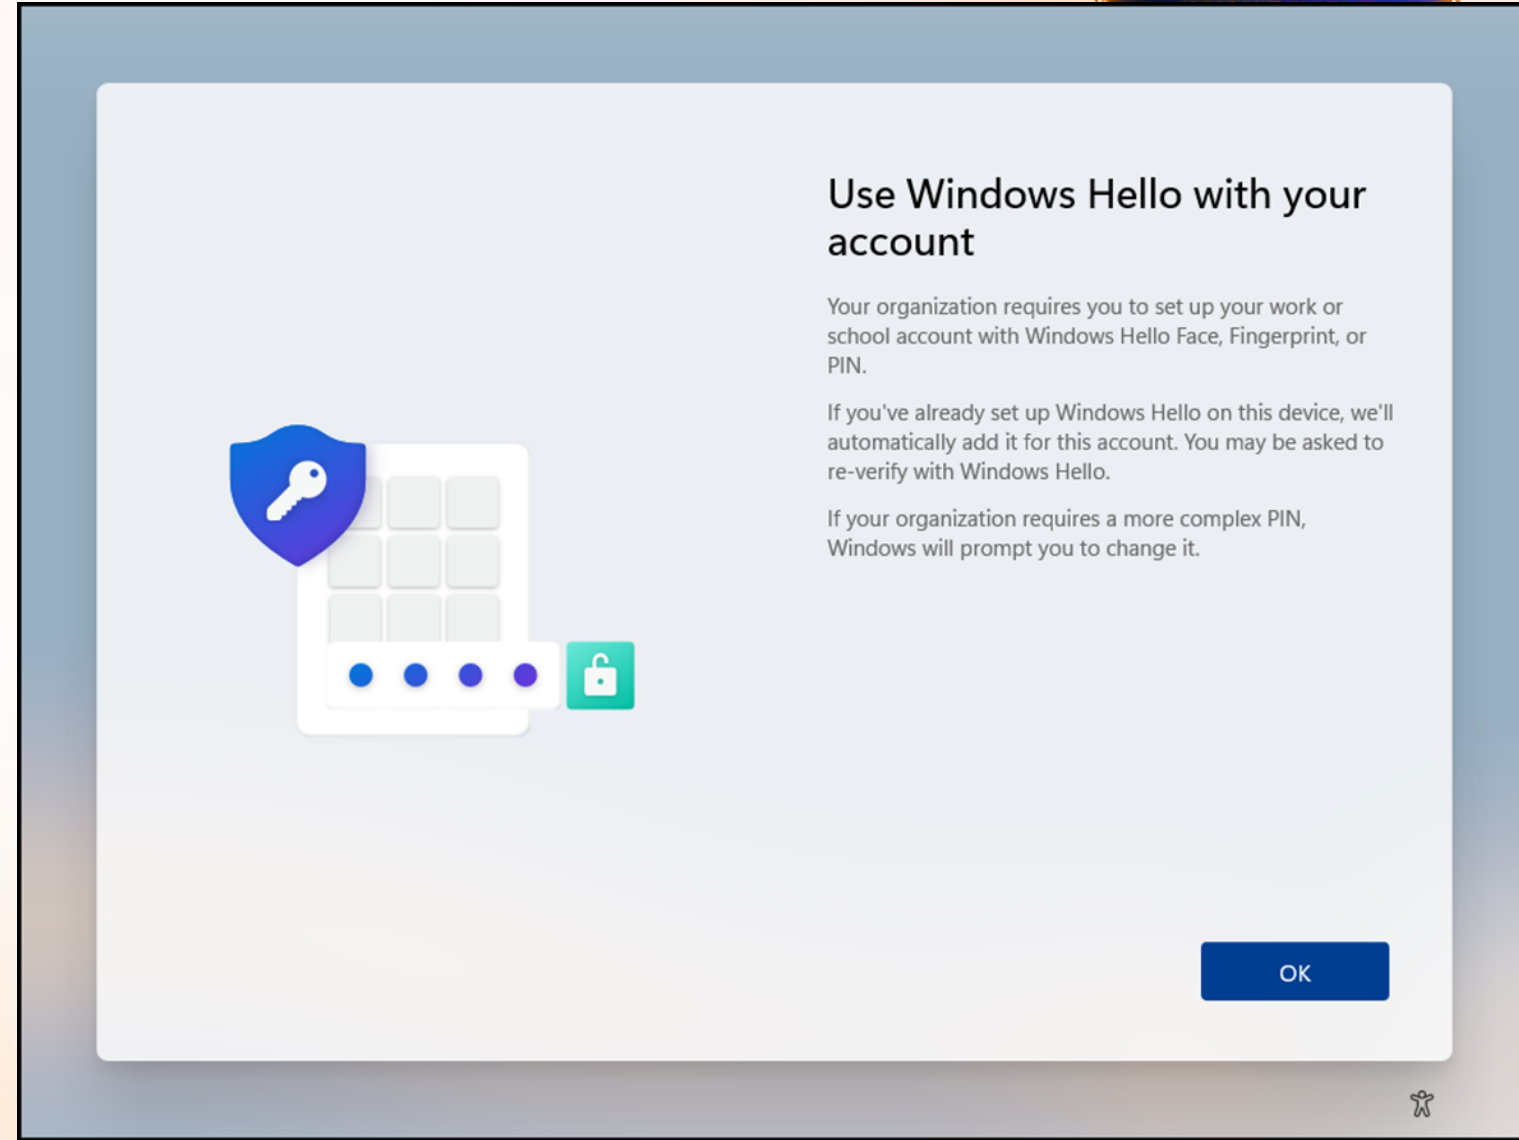 Use Windows Hello with your
account
Your organization requires you to set up your work or
school account with Windows Hello Face, Fingerprint, or
PIN.
If you've already set up Windows Hello on this device, we'll
automatically add it for this account. You may be asked to
re-verify with Windows Hello.
If your organization requires a more complex PIN,
Windows will prompt you to change it.
OK